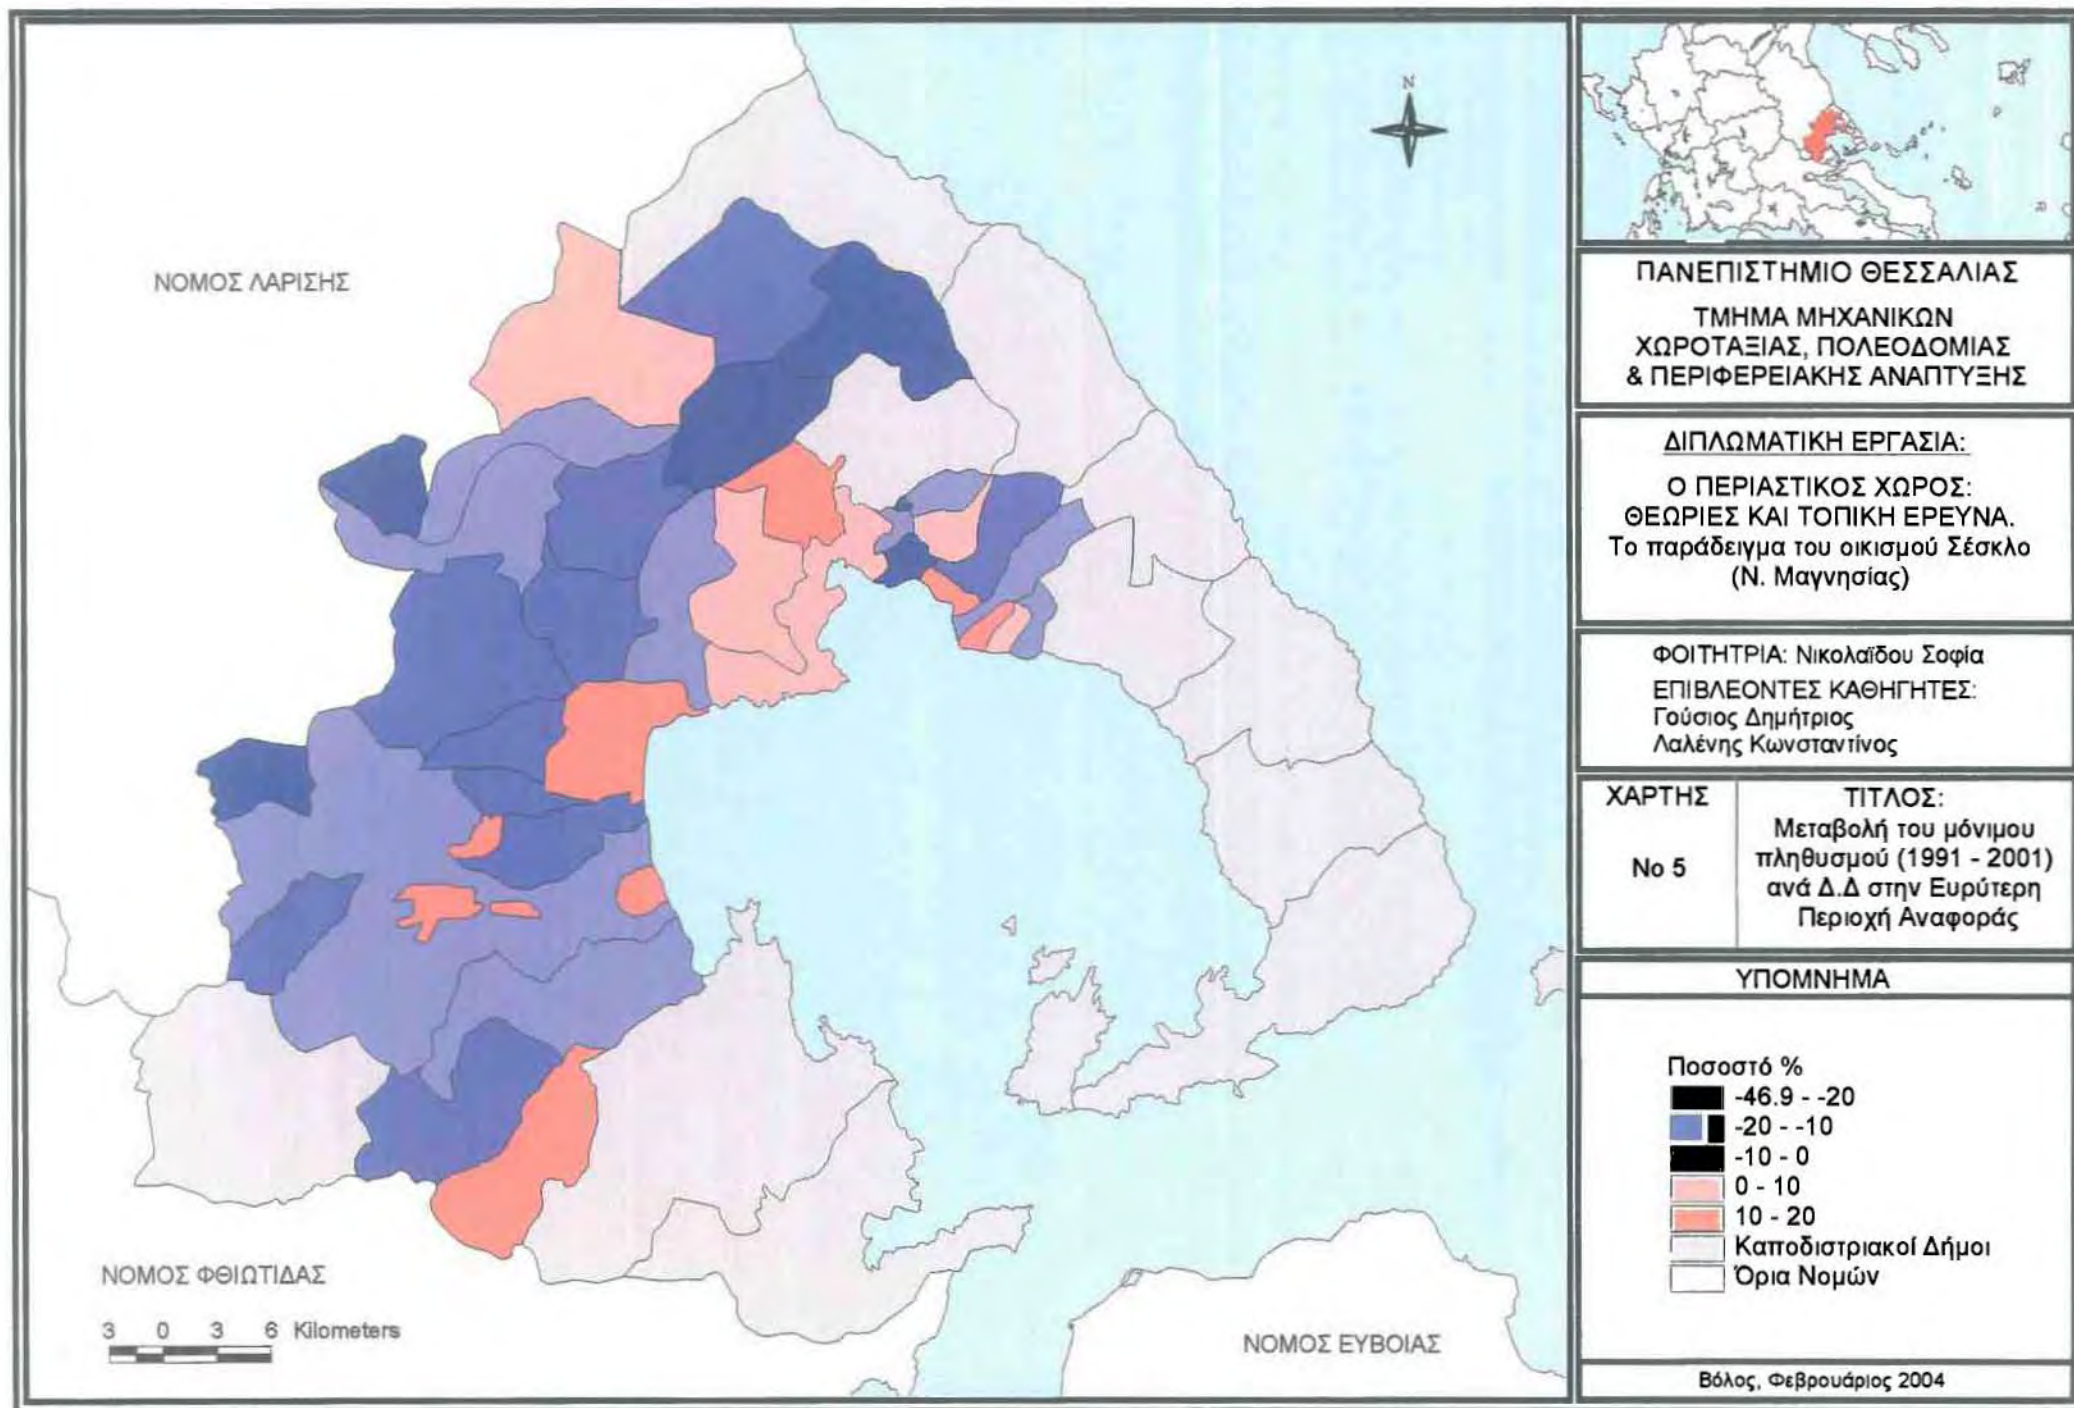 N
ΝΟΜΟΣ ΛΑΡΙΣΗΣ
ΝΟΜΟΣ ΦΘΙΩΤΙΔΑΣ
3 0 3 6 Kilometers
ΝΟΜΟΣ ΕΥΒΟΙΑΣ
ΠΑΝΕΠΙΣΤΗΜΙΟ ΘΕΣΣΑΛΙΑΣ
ΤΜΗΜΑ ΜΗΧΑΝΙΚΩΝ
ΧΩΡΟΤΑΞΙΑΣ, ΠΟΛΕΟΔΟΜΙΑΣ
& ΠΕΡΙΦΕΡΕΙΑΚΗΣ ΑΝΑΠΤΥΞΗΣ
ΔΙΠΛΩΜΑΤΙΚΗ ΕΡΓΑΣΙΑ:
Ο ΠΕΡΙΑΣΤΙΚΟΣ ΧΩΡΟΣ:
ΘΕΩΡΙΕΣ ΚΑΙ ΤΟΠΙΚΗ ΕΡΕΥΝΑ.
Το παράδειγμα του οικισμού Σέσκλο
(Ν. Μαγνησίας)
ΦΟΙΤΗΤΡΙΑ: Νικολαϊδου Σοφία
ΕΠΙΒΛΕΟΝΤΕΣ ΚΑΘΗΓΗΤΕΣ:
Γούσιος Δημήτριος
Λαλένης Κωνσταντίνος
ΧΑΡΤΗΣ
Νο 5
ΤΙΤΛΟΣ:
Μεταβολή του μόνιμου
πληθυσμού (1991 - 2001)
ανά Δ.Δ στην Ευρύτερη
Περιοχή Αναφοράς
ΥΠΟΜΝΗΜΑ
Ποσοστό %
-46.9 - -20
-20 - -10
-10 - 0
0 - 10
10 - 20
Καποδιστριακοί Δήμοι
Όρια Νομών
Βόλος, Φεβρουάριος 2004